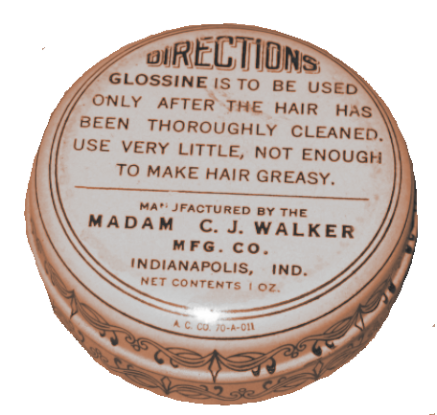 DIRECTIONS
GLOSSINE IS TO BE USED
ONLY AFTER THE HAIR HAS
BEEN THOROUGHLY CLEANED.
USE VERY LITTLE, NOT ENOUGH
TO MAKE HAIR GREASY.
MANUFACTURED BY THE
MADAM C. J. WALKER
MFG. CO.
INDIANAPOLIS, IND.
NET CONTENTS 1 OZ.
A. C. CO. 70-A-011